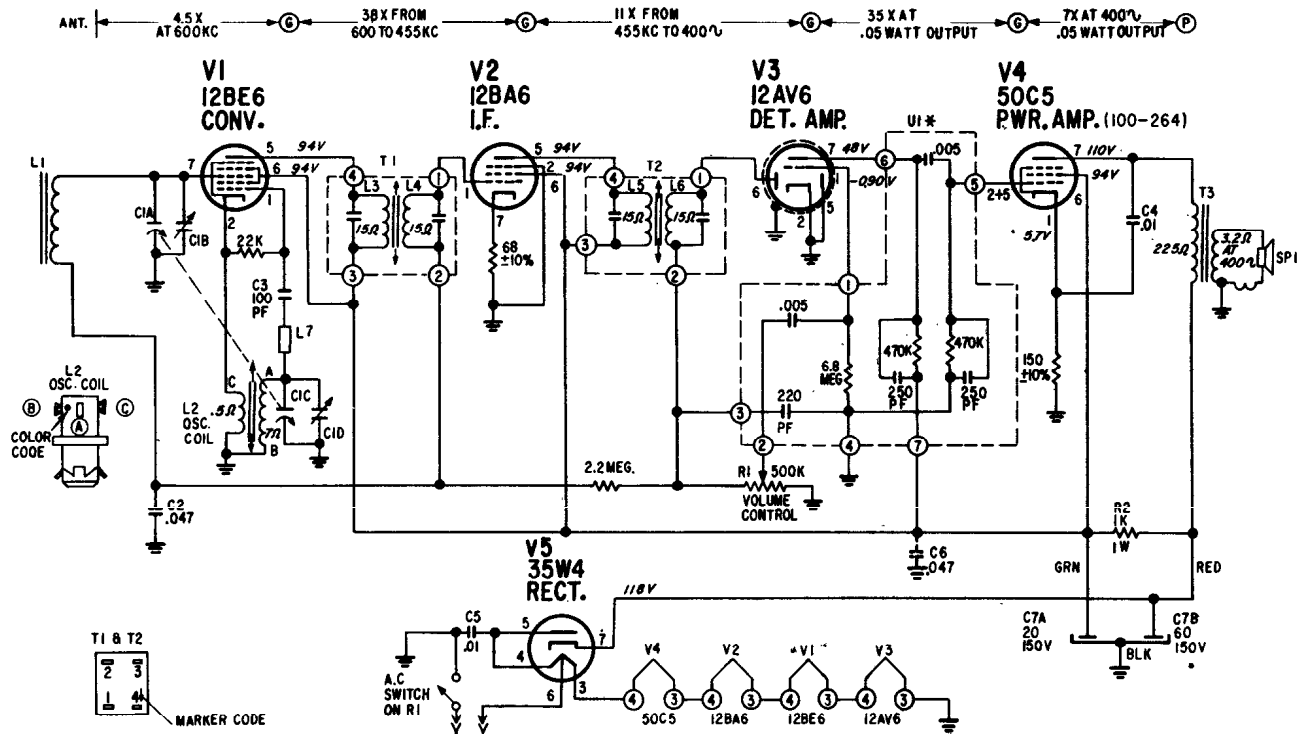 ANT. 4.5X AT 600KC G 38X FROM 600 TO 455KC G 11X FROM 455KC TO 400~ G 35X AT .05 WATT OUTPUT G 7X AT 400~ .05 WATT OUTPUT P
V1
12BE6
CONV.
V2
12BA6
I.F.
V3
12AV6
DET. AMP.
V4
50C5
PWR. AMP. (100-264)
U1*
L1
7
5
94V
6
94V
1
2
C1A
C1B
22K
C3
100
PF
L7
T1
4
1
L3
L4
15Ω
15Ω
3
2
5
94V
94V
1
2
6
7
68
±10%
T2
4
1
L5
L6
15Ω
15Ω
3
2
7
48V
-0.90V
6
2
5
1
6
.005
5
2+5
7
110V
94V
6
1
5.7V
C4
.01
T3
225Ω
3.2Ω
AT
400~
SP1
.005
6.8
MEG
470K
470K
250
PF
250
PF
150
±10%
3
220
PF
2
4
7
L2
OSC. COIL
B
C
A
COLOR
CODE
C
A
L2
OSC.
COIL
.5Ω
7Ω
B
C1C
C1D
2.2 MEG.
R1
500K
VOLUME
CONTROL
C2
.047
C6
.047
R2
1K
1W
GRN
RED
V5
35W4
RECT.
118V
C5
.01
5
7
4
6
3
A.C
SWITCH
ON R1
C7A
20
150V
C7B
60
150V
BLK
V4
V2
V1
V3
4
3
4
3
4
3
4
3
50C5
12BA6
12BE6
12AV6
T1 & T2
2
3
1
4
MARKER CODE